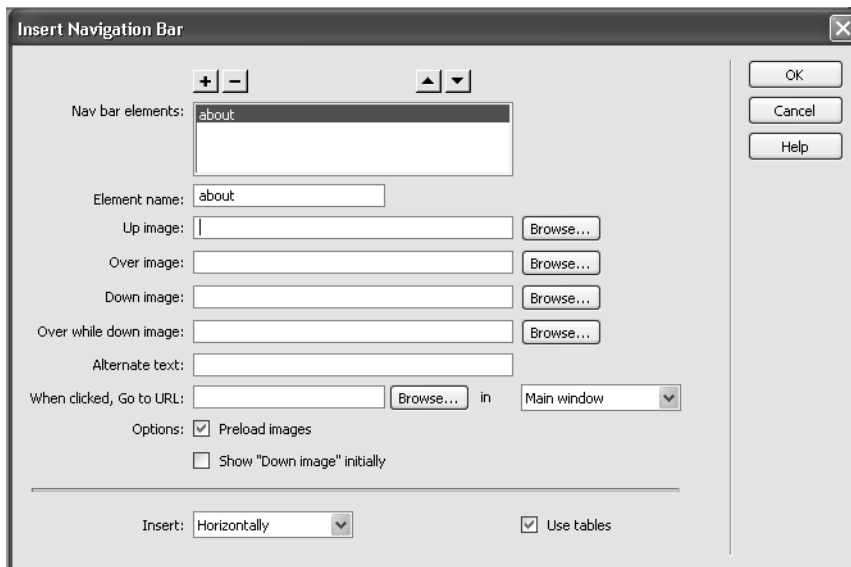 Insert Navigation Bar
OK
Nav bar elements: about
Cancel
Help
Element name: about
Up image: Browse...
Over image: Browse...
Down image: Browse...
Over while down image: Browse...
Alternate text:
When clicked, Go to URL: Browse... in Main window
Options: Preload images
Show "Down image" initially
Insert: Horizontally Use tables